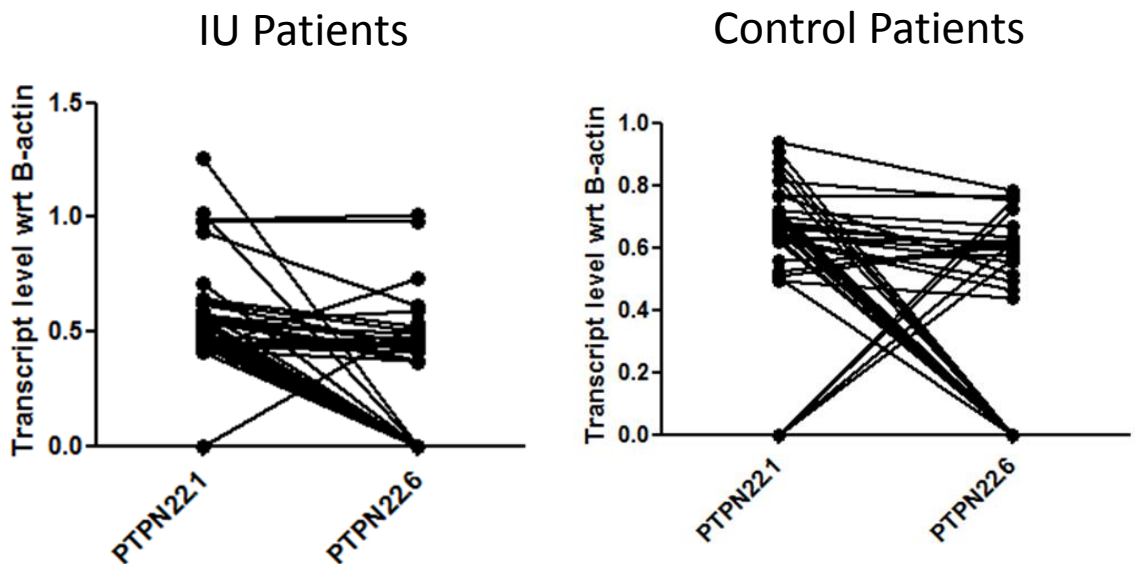 IU Patients
Transcript level wrt B-actin
1.5
1.0
0.5
0.0
PTPN22.1
PTPN22.6
Control Patients
Transcript level wrt B-actin
1.0
0.8
0.6
0.4
0.2
0.0
PTPN22.1
PTPN22.6